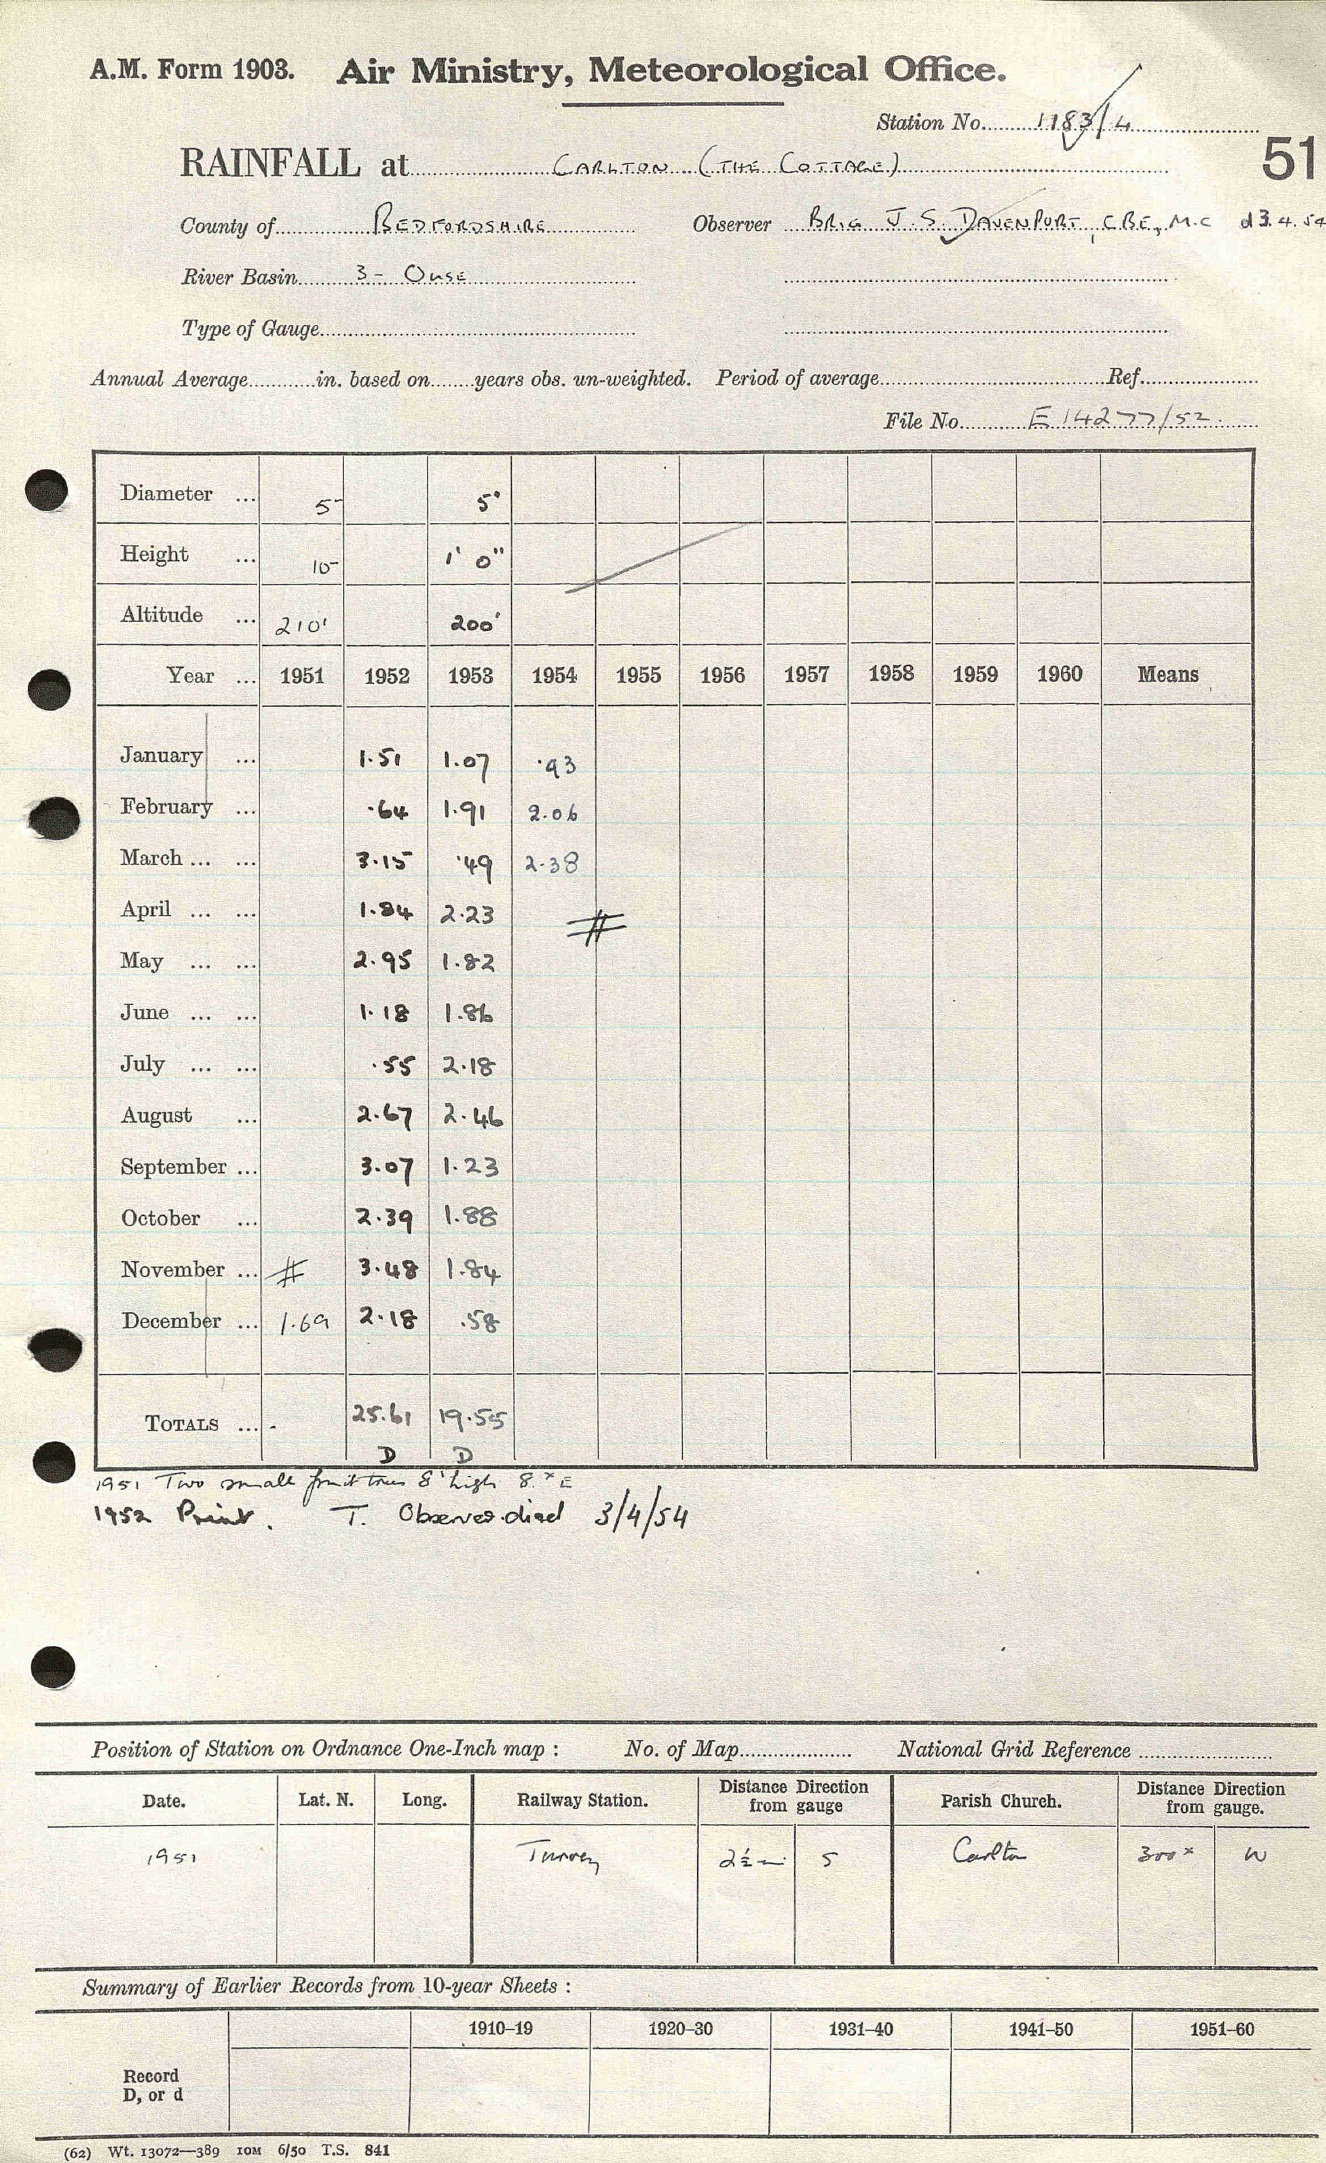 A.M. Form 1903. Air Ministry, Meteorological Office.
Station No. 1183/4
51
RAINFALL at CARLTON (THE COTTAGE)
County of BEDFORDSHIRE Observer BRIG J. S. DAVENPORT, CBE, M.C d 3.4.54
River Basin 3 - OUSE
Type of Gauge
Annual Average in. based on years obs. un-weighted. Period of average Ref.
File No. E 14277/52
Diameter ... 5" 5"
Height ... 10" 1' 0"
Altitude ... 210' 200'
Year ... 1951 1952 1953 1954 1955 1956 1957 1958 1959 1960 Means
January ... 1.51 1.07 .93
February ... .64 1.91 2.06
March ... ... 3.15 .49 2.38
April ... ... 1.84 2.23
May ... ... 2.95 1.82
June ... ... 1.18 1.86
July ... ... .55 2.18
August ... 2.67 2.46
September ... 3.07 1.23
October ... 2.39 1.88
November ... 3.48 1.84
December ... 1.69 2.18 .58
TOTALS ... - 25.61 19.55
D D
1951 Two small fruit trees 8' high 8 x E
1952 Print. T. Observer died 3/4/54
Position of Station on Ordnance One-Inch map : No. of Map National Grid Reference
Date. Lat. N. Long. Railway Station. Distance Direction from gauge Parish Church. Distance Direction from gauge.
1951 Turvey 2½ m S Carlton 300 x W
Summary of Earlier Records from 10-year Sheets :
1910–19 1920–30 1931–40 1941–50 1951–60
Record
D, or d
(62) Wt. 13072—389 10M 6/50 T.S. 841